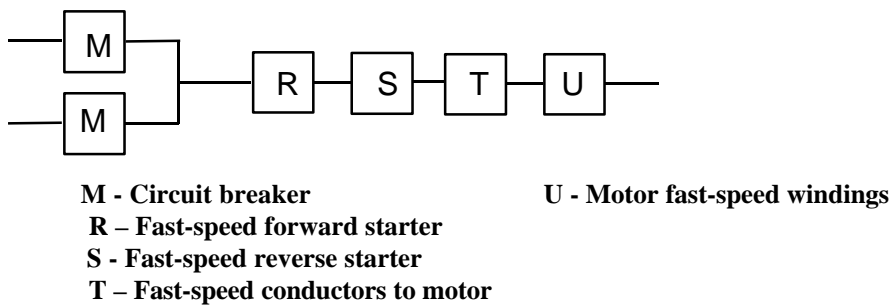 M
M
R S T U
M - Circuit breaker
U - Motor fast-speed windings
R – Fast-speed forward starter
S - Fast-speed reverse starter
T – Fast-speed conductors to motor